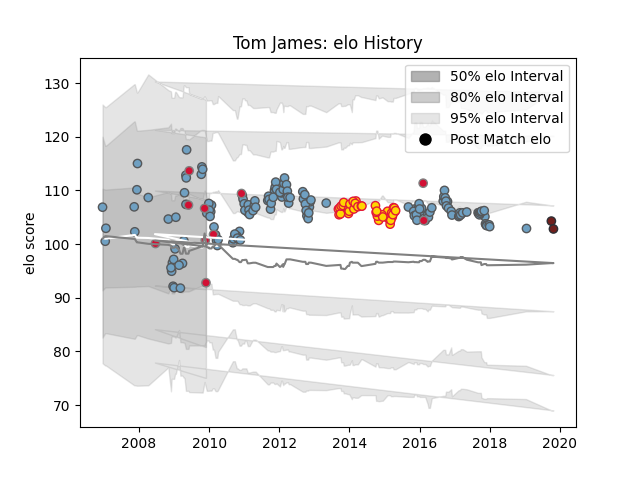 Tom James: elo History
50% elo Interval
80% elo Interval
95% elo Interval
Post Match elo
elo score
130
120
110
100
90
80
70
2008 2010 2012 2014 2016 2018 2020